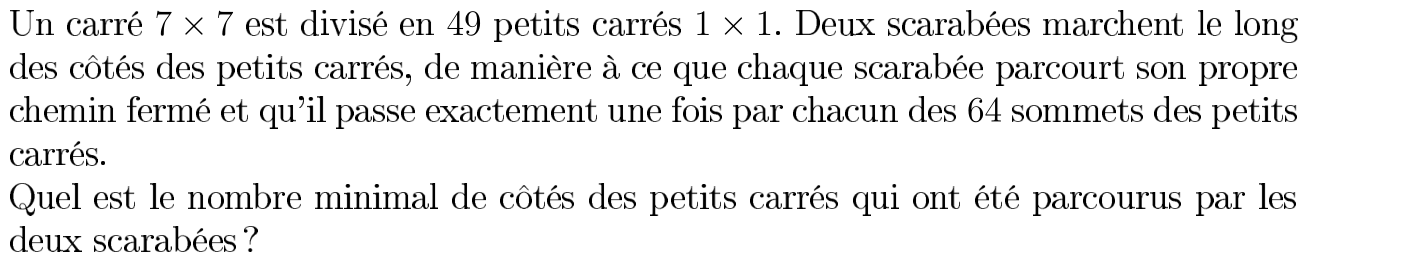 Un carré 7 × 7 est divisé en 49 petits carrés 1 × 1. Deux scarabées marchent le long
des côtés des petits carrés, de manière à ce que chaque scarabée parcourt son propre
chemin fermé et qu'il passe exactement une fois par chacun des 64 sommets des petits
carrés.
Quel est le nombre minimal de côtés des petits carrés qui ont été parcourus par les
deux scarabées ?